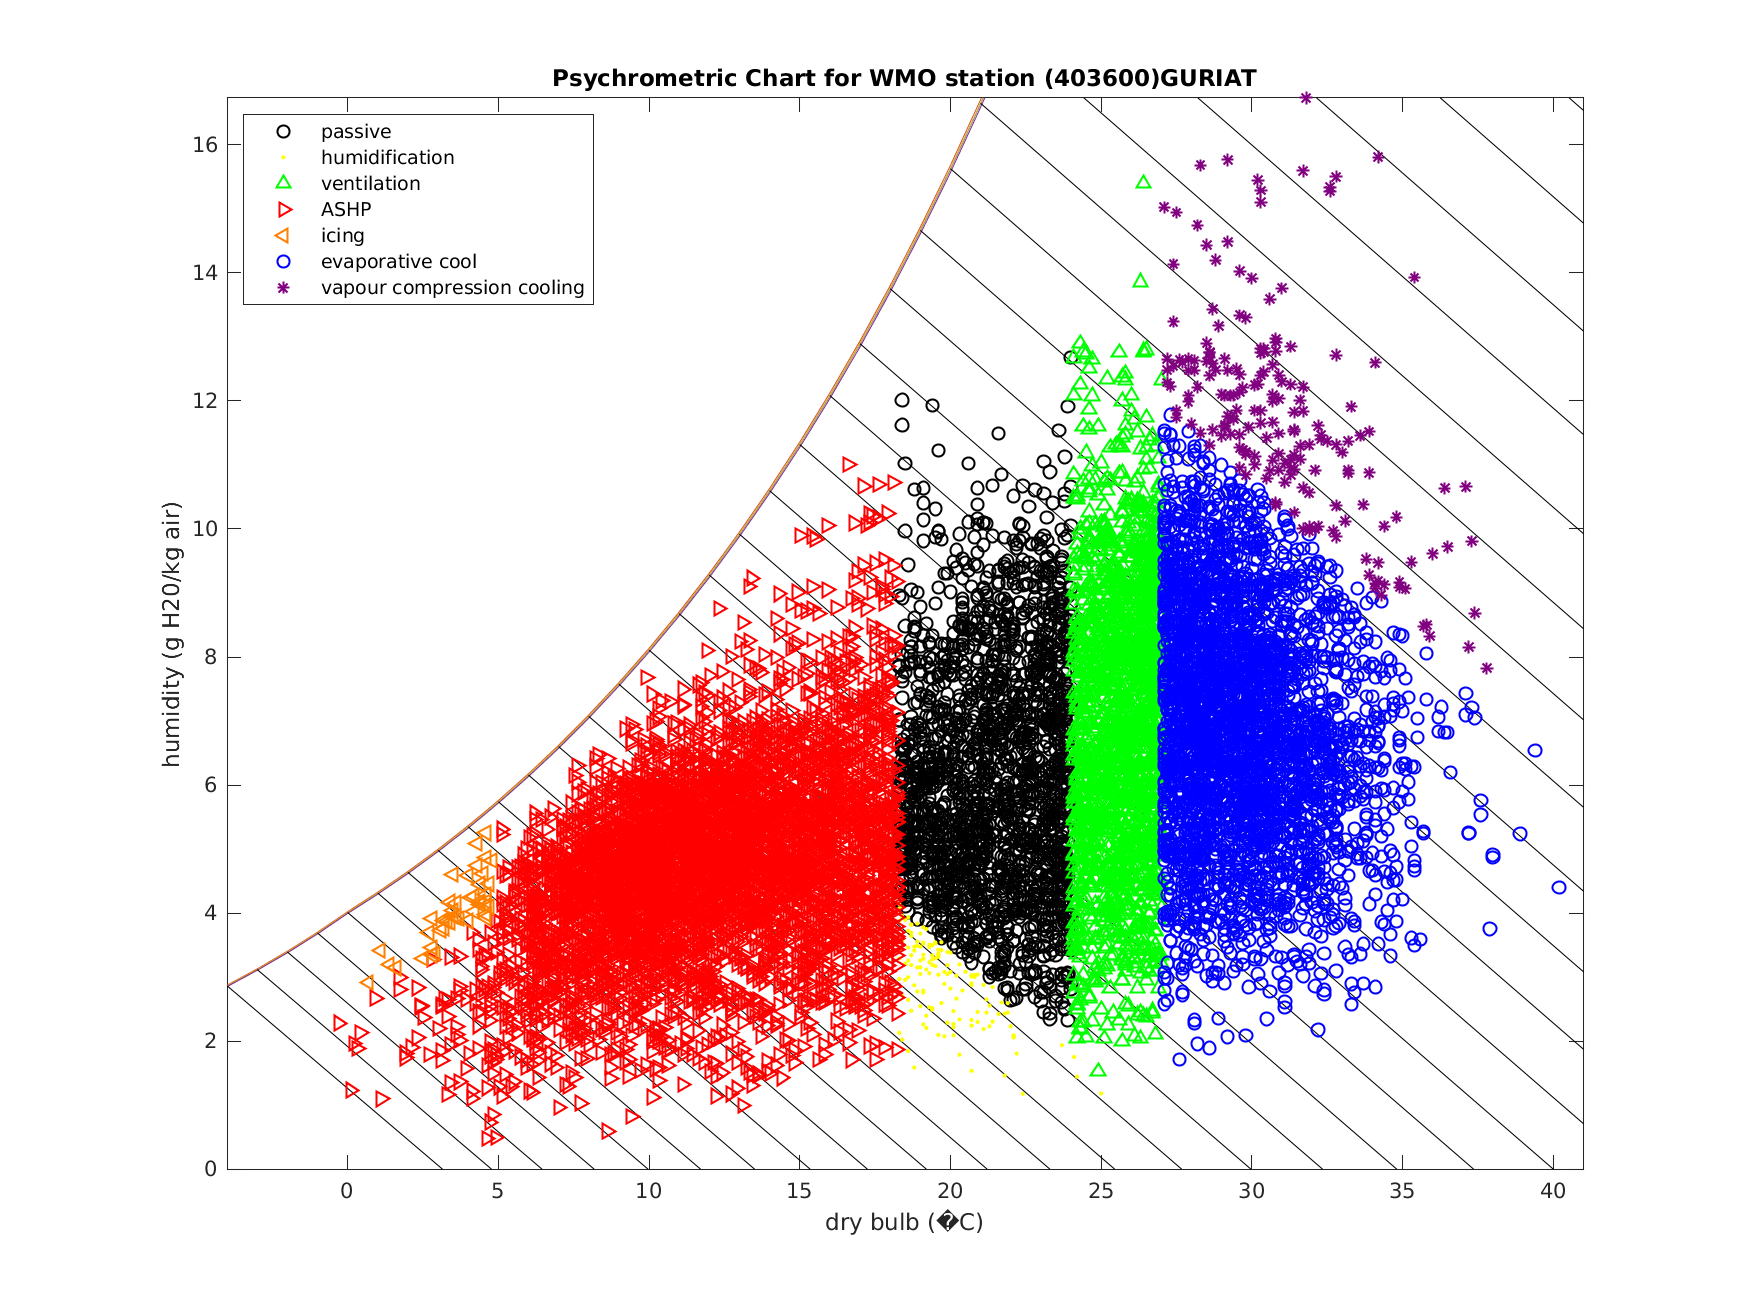 Psychrometric Chart for WMO station (403600)GURIAT
passive
humidification
ventilation
ASHP
icing
evaporative cool
vapour compression cooling
humidity (g H20/kg air)
16
14
12
10
8
6
4
2
0
0 5 10 15 20 25 30 35 40
dry bulb (�C)